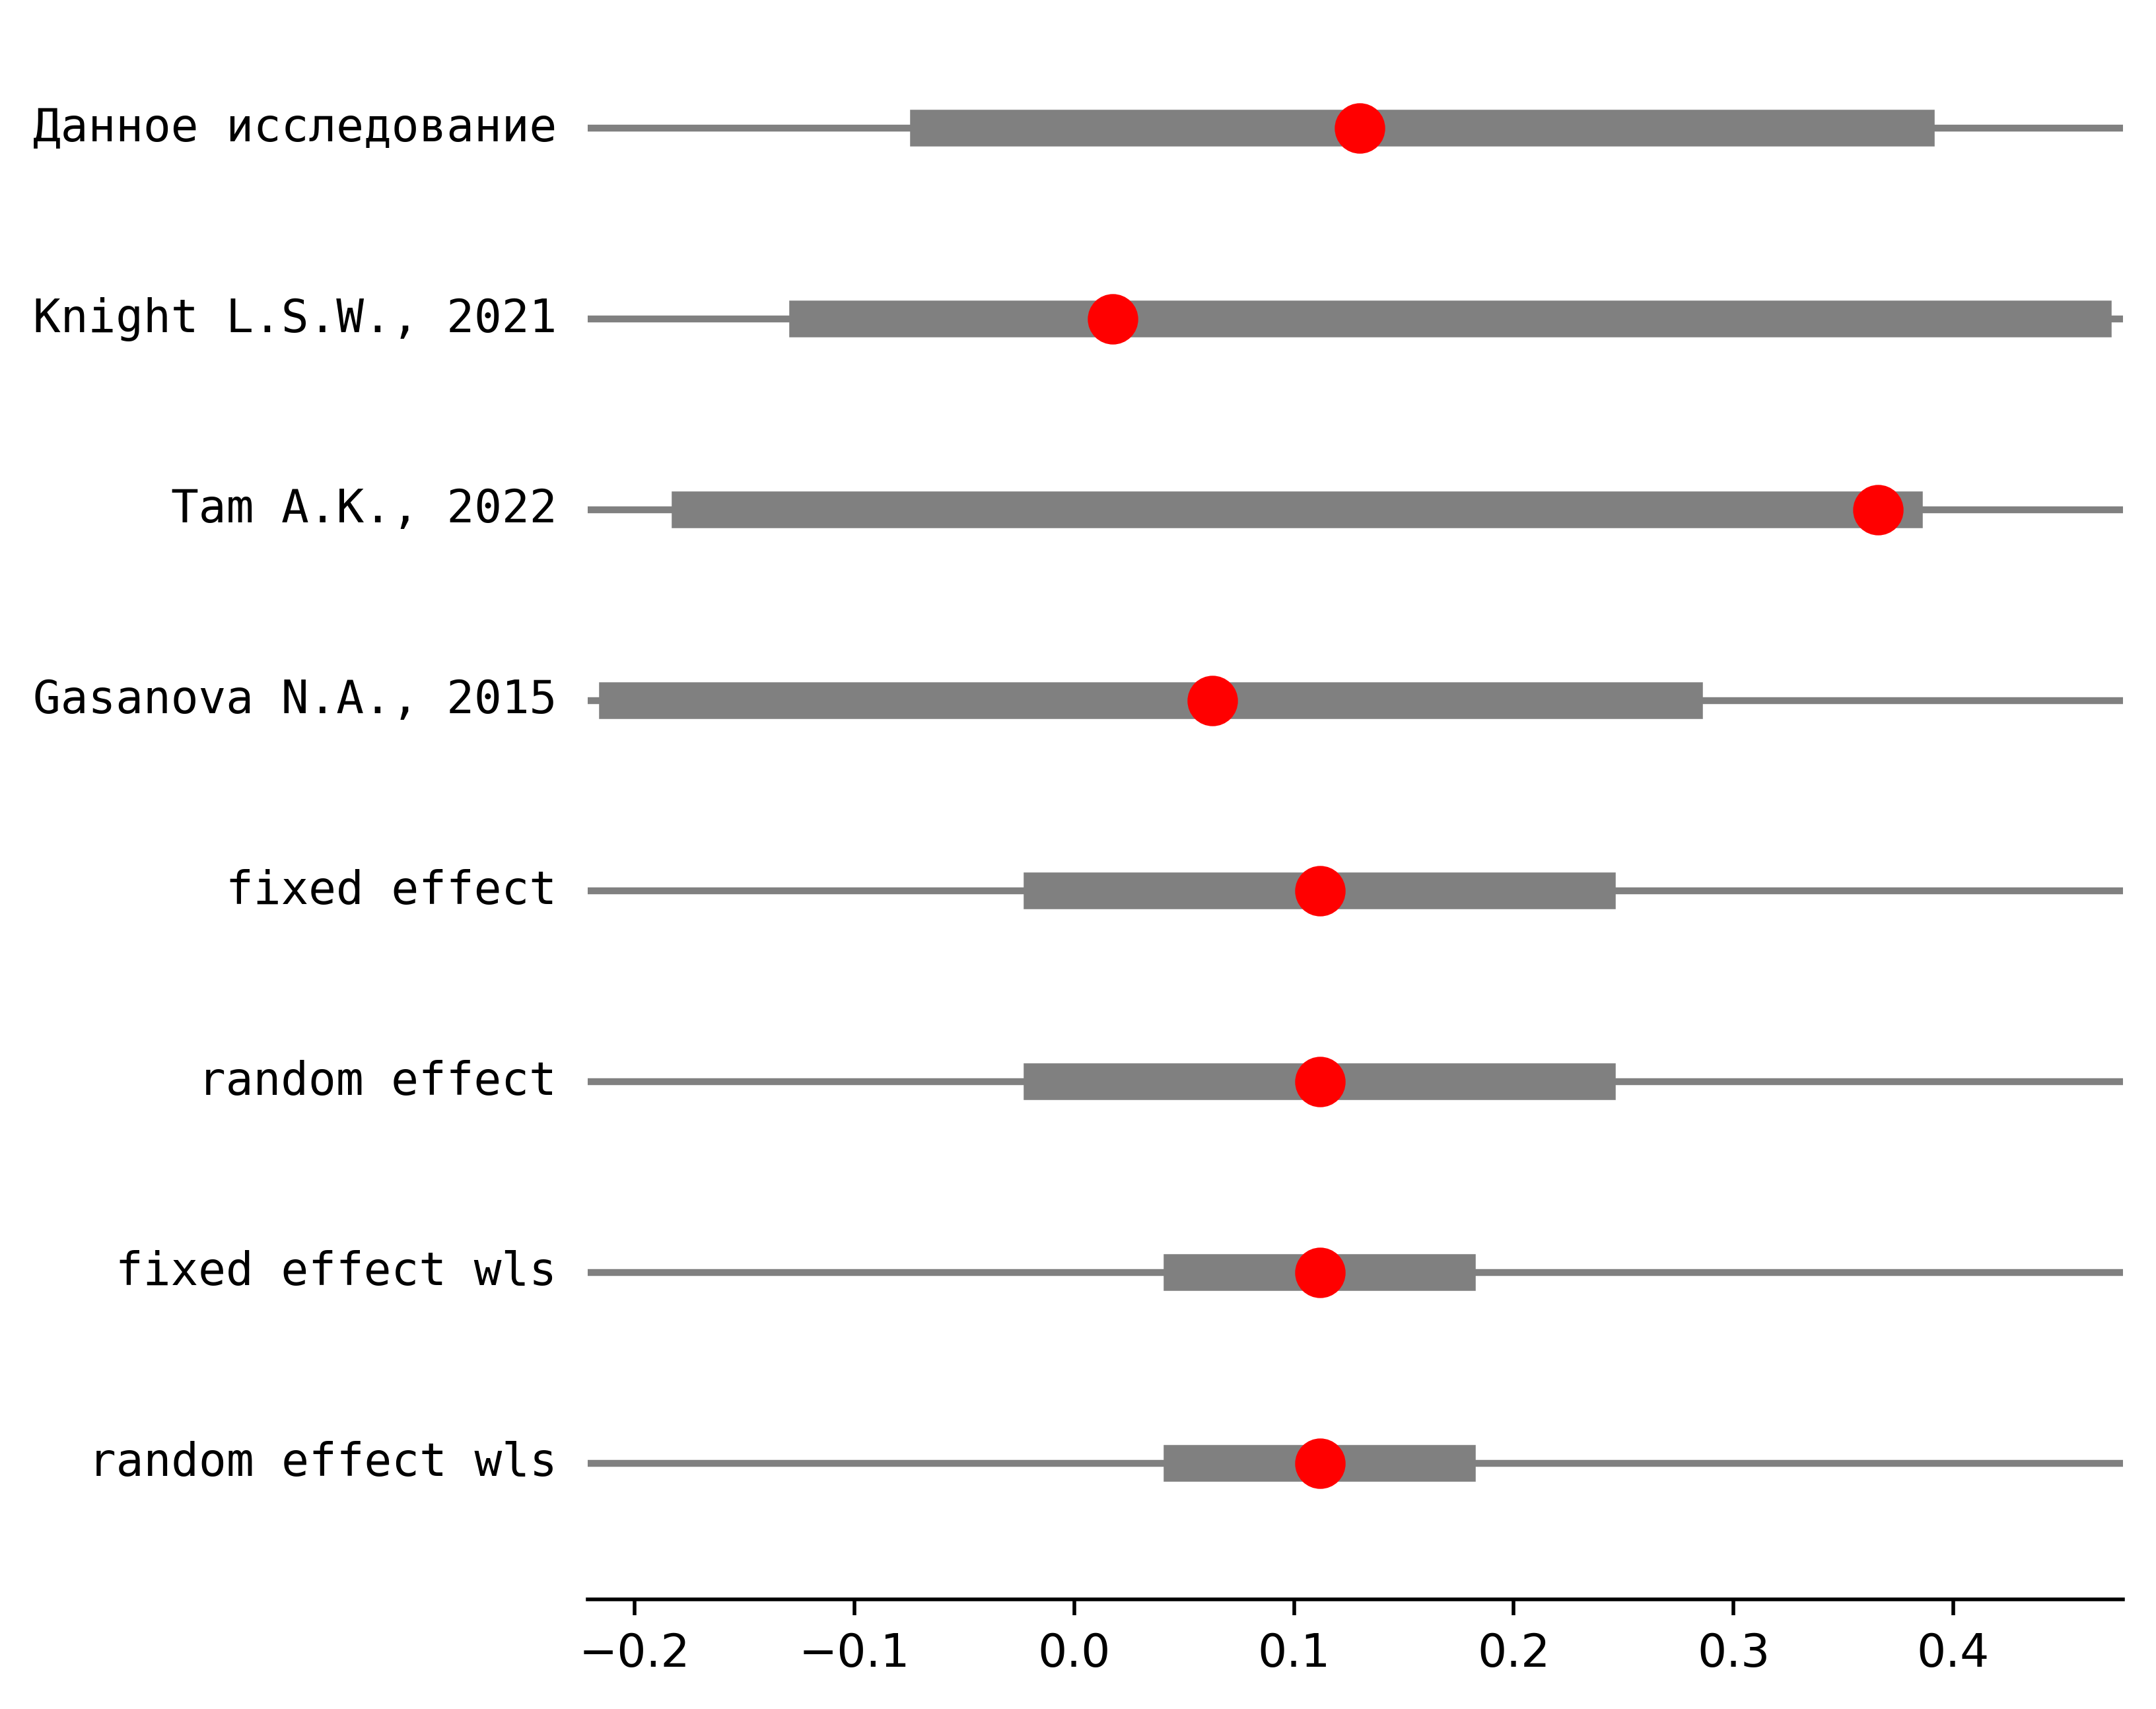 Данное исследование
Knight L.S.W., 2021
Tam A.K., 2022
Gasanova N.A., 2015
fixed effect
random effect
fixed effect wls
random effect wls
−0.2 −0.1 0.0 0.1 0.2 0.3 0.4